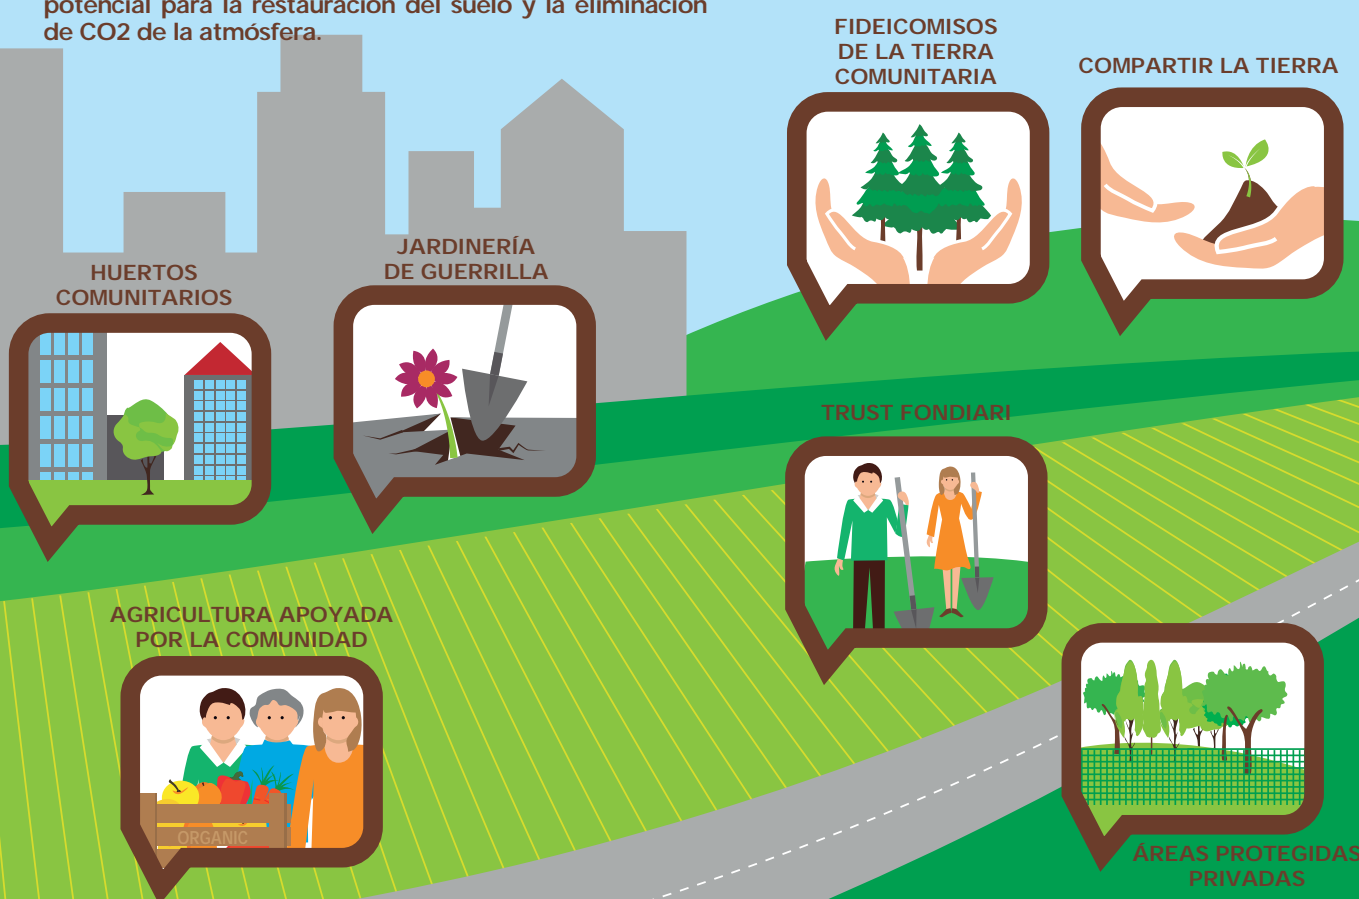 potencial para la restauración del suelo y la eliminación
de CO2 de la atmósfera.
FIDEICOMISOS
DE LA TIERRA
COMUNITARIA
COMPARTIR LA TIERRA
JARDINERÍA
DE GUERRILLA
HUERTOS
COMUNITARIOS
TRUST FONDIARI
AGRICULTURA APOYADA
POR LA COMUNIDAD
ORGANIC
ÁREAS PROTEGIDAS
PRIVADAS